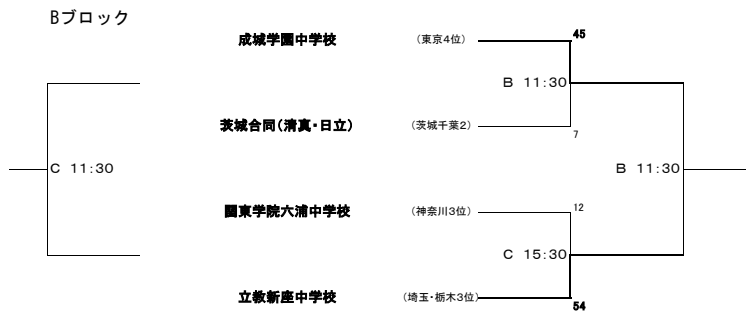 Bブロック
成城学園中学校 (東京4位) 45
B 11:30
茨城合同(清真・日立) (茨城千葉2) 7
C 11:30 B 11:30
関東学院六浦中学校 (神奈川3位) 12
C 15:30
立教新座中学校 (埼玉・栃木3位) 54